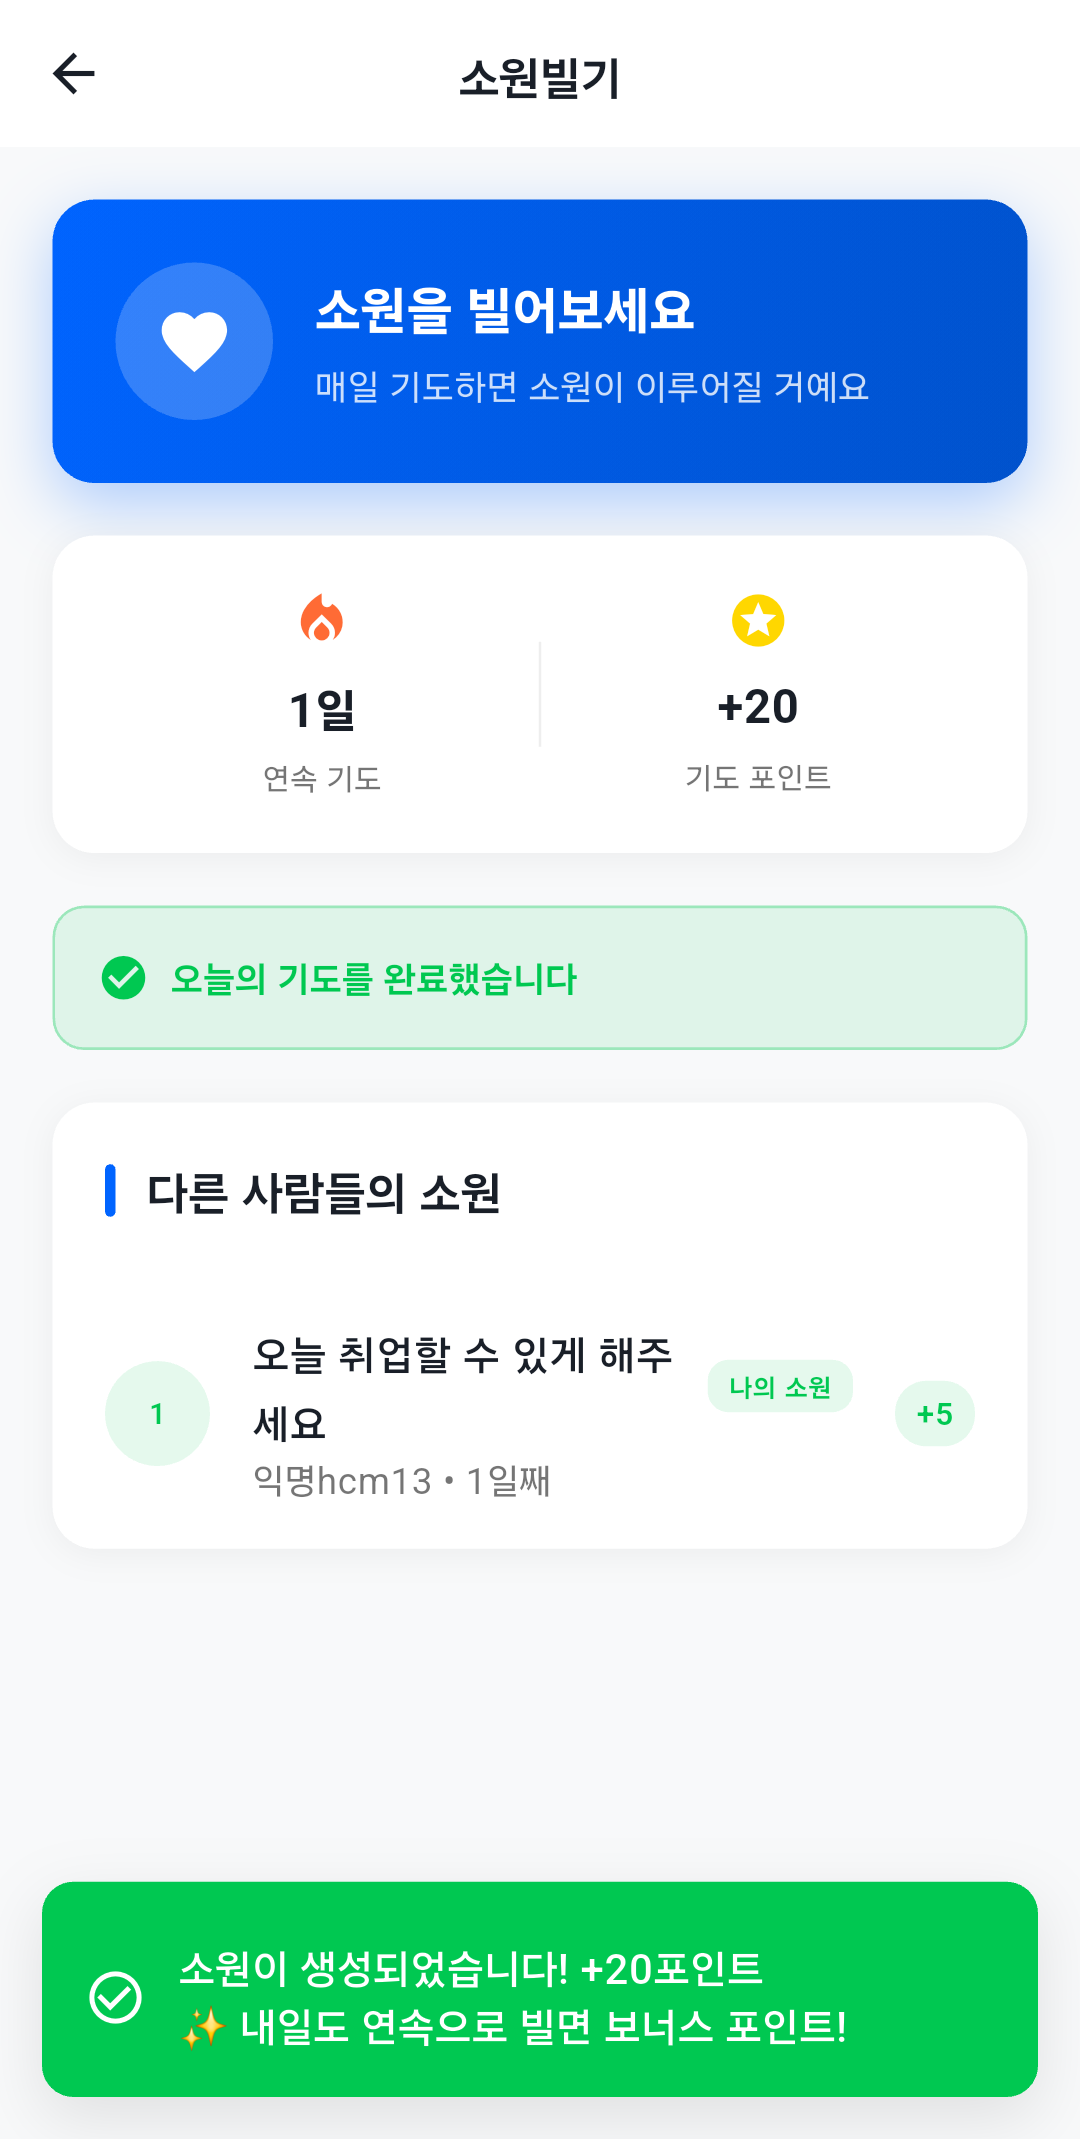 소원빌기
소원을 빌어보세요
매일 기도하면 소원이 이루어질 거예요
1일
연속 기도
+20
기도 포인트
오늘의 기도를 완료했습니다
다른 사람들의 소원
1
오늘 취업할 수 있게 해주
세요
익명hcm13 • 1일째
나의 소원
+5
소원이 생성되었습니다! +20포인트
✨ 내일도 연속으로 빌면 보너스 포인트!